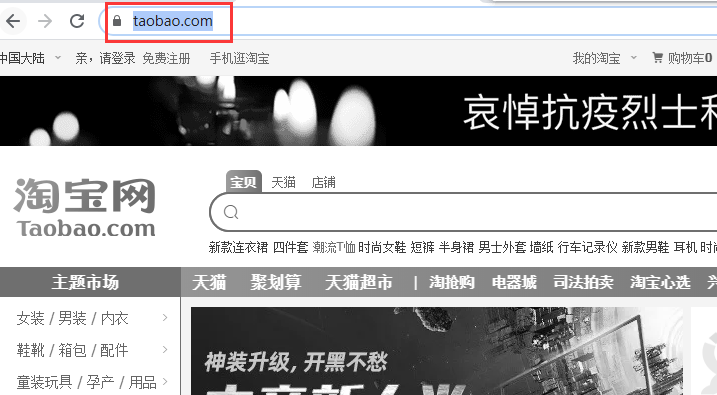 taobao.com
中国大陆 亲，请登录 免费注册 手机逛淘宝 我的淘宝 购物车0
哀悼抗疫烈士
宝贝 天猫 店铺
淘宝网
Taobao.com
新款连衣裙 四件套 潮流T恤 时尚女鞋 短裤 半身裙 男士外套 墙纸 行车记录仪 新款男鞋 耳机 时尚
主题市场 天猫 聚划算 天猫超市 | 淘抢购 电器城 司法拍卖 淘宝心选
女装 / 男装 / 内衣
鞋靴 / 箱包 / 配件
童装玩具 / 孕产 / 用品
神装升级, 开黑不愁